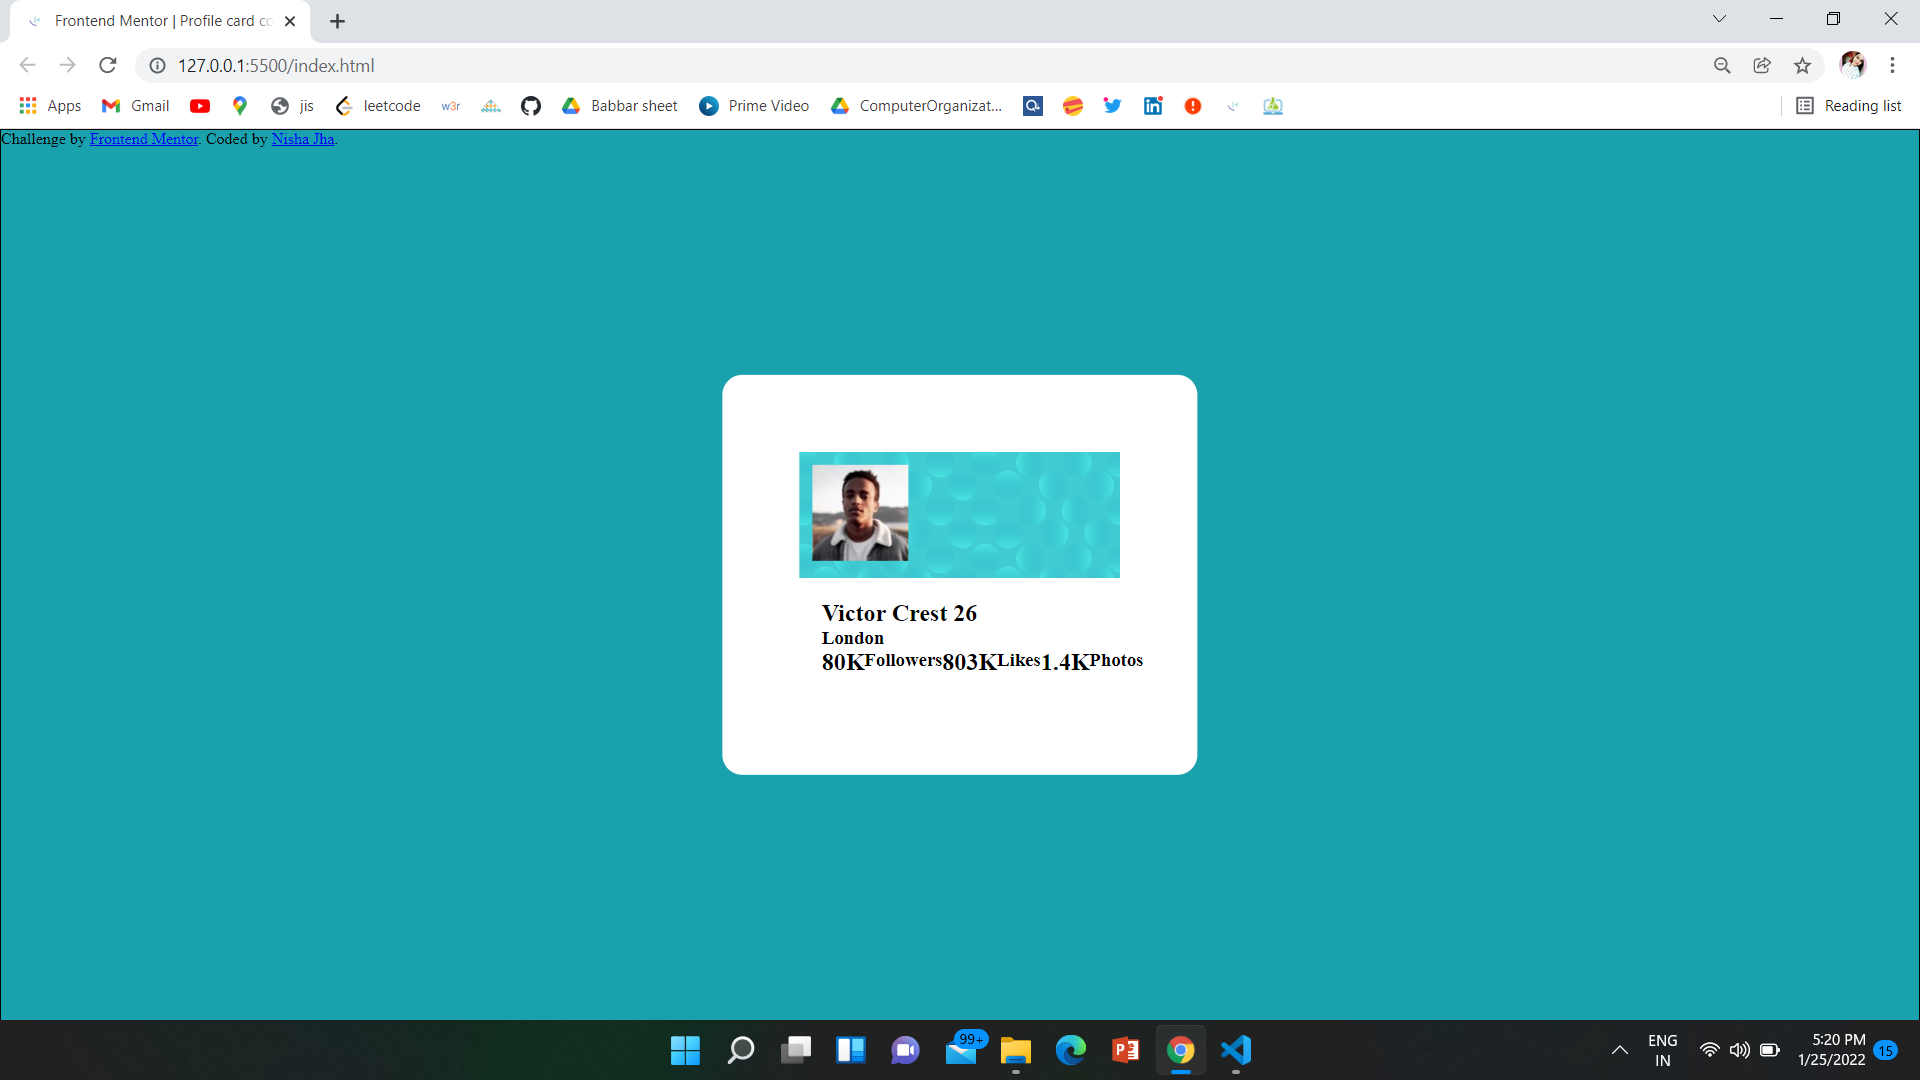 Frontend Mentor | Profile card co
127.0.0.1:5500/index.html
Apps Gmail jis leetcode w3r Babbar sheet Prime Video ComputerOrganizat... Reading list
Challenge by Frontend Mentor. Coded by Nisha Jha.
Victor Crest 26
London
80KFollowers803KLikes1.4KPhotos
99+
ENG
IN
5:20 PM
1/25/2022
15